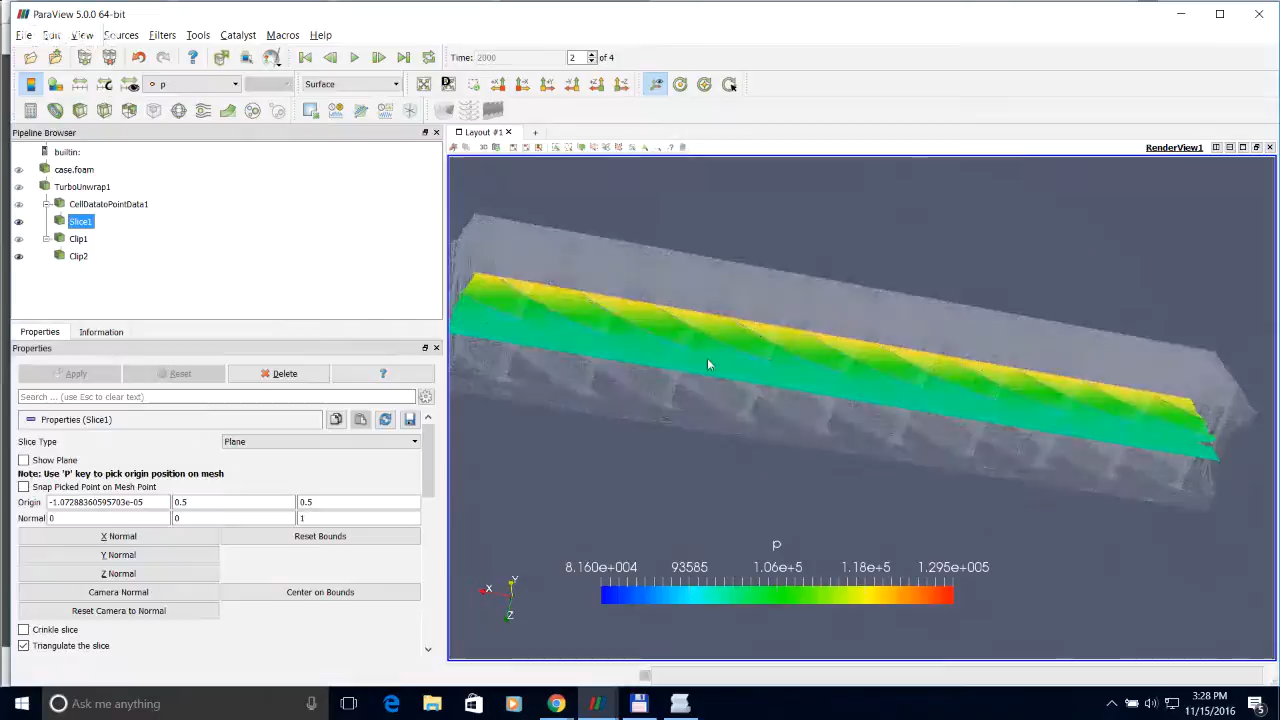 ParaView 5.0.0 64-bit
File Edit View Sources Filters Tools Catalyst Macros Help
Time: 2000 2 of 4
p Surface
Pipeline Browser
Layout #1
RenderView1
builtin:
case.foam
TurboUnwrap1
CellDatatoPointData1
Slice1
Clip1
Clip2
Properties Information
Properties
Apply Reset Delete ?
Search ... (use Esc to clear text)
Properties (Slice1)
Slice Type Plane
Show Plane
Note: Use 'P' key to pick origin position on mesh
Snap Picked Point on Mesh Point
Origin -1.07288360595703e-05 0.5 0.5
Normal 0 0 1
X Normal Reset Bounds
Y Normal
Z Normal
Camera Normal Center on Bounds
Reset Camera to Normal
Crinkle slice
Triangulate the slice
p
8.160e+004 93585 1.06e+5 1.18e+5 1.295e+005
X Y Z
Ask me anything
3:28 PM
11/15/2016
5